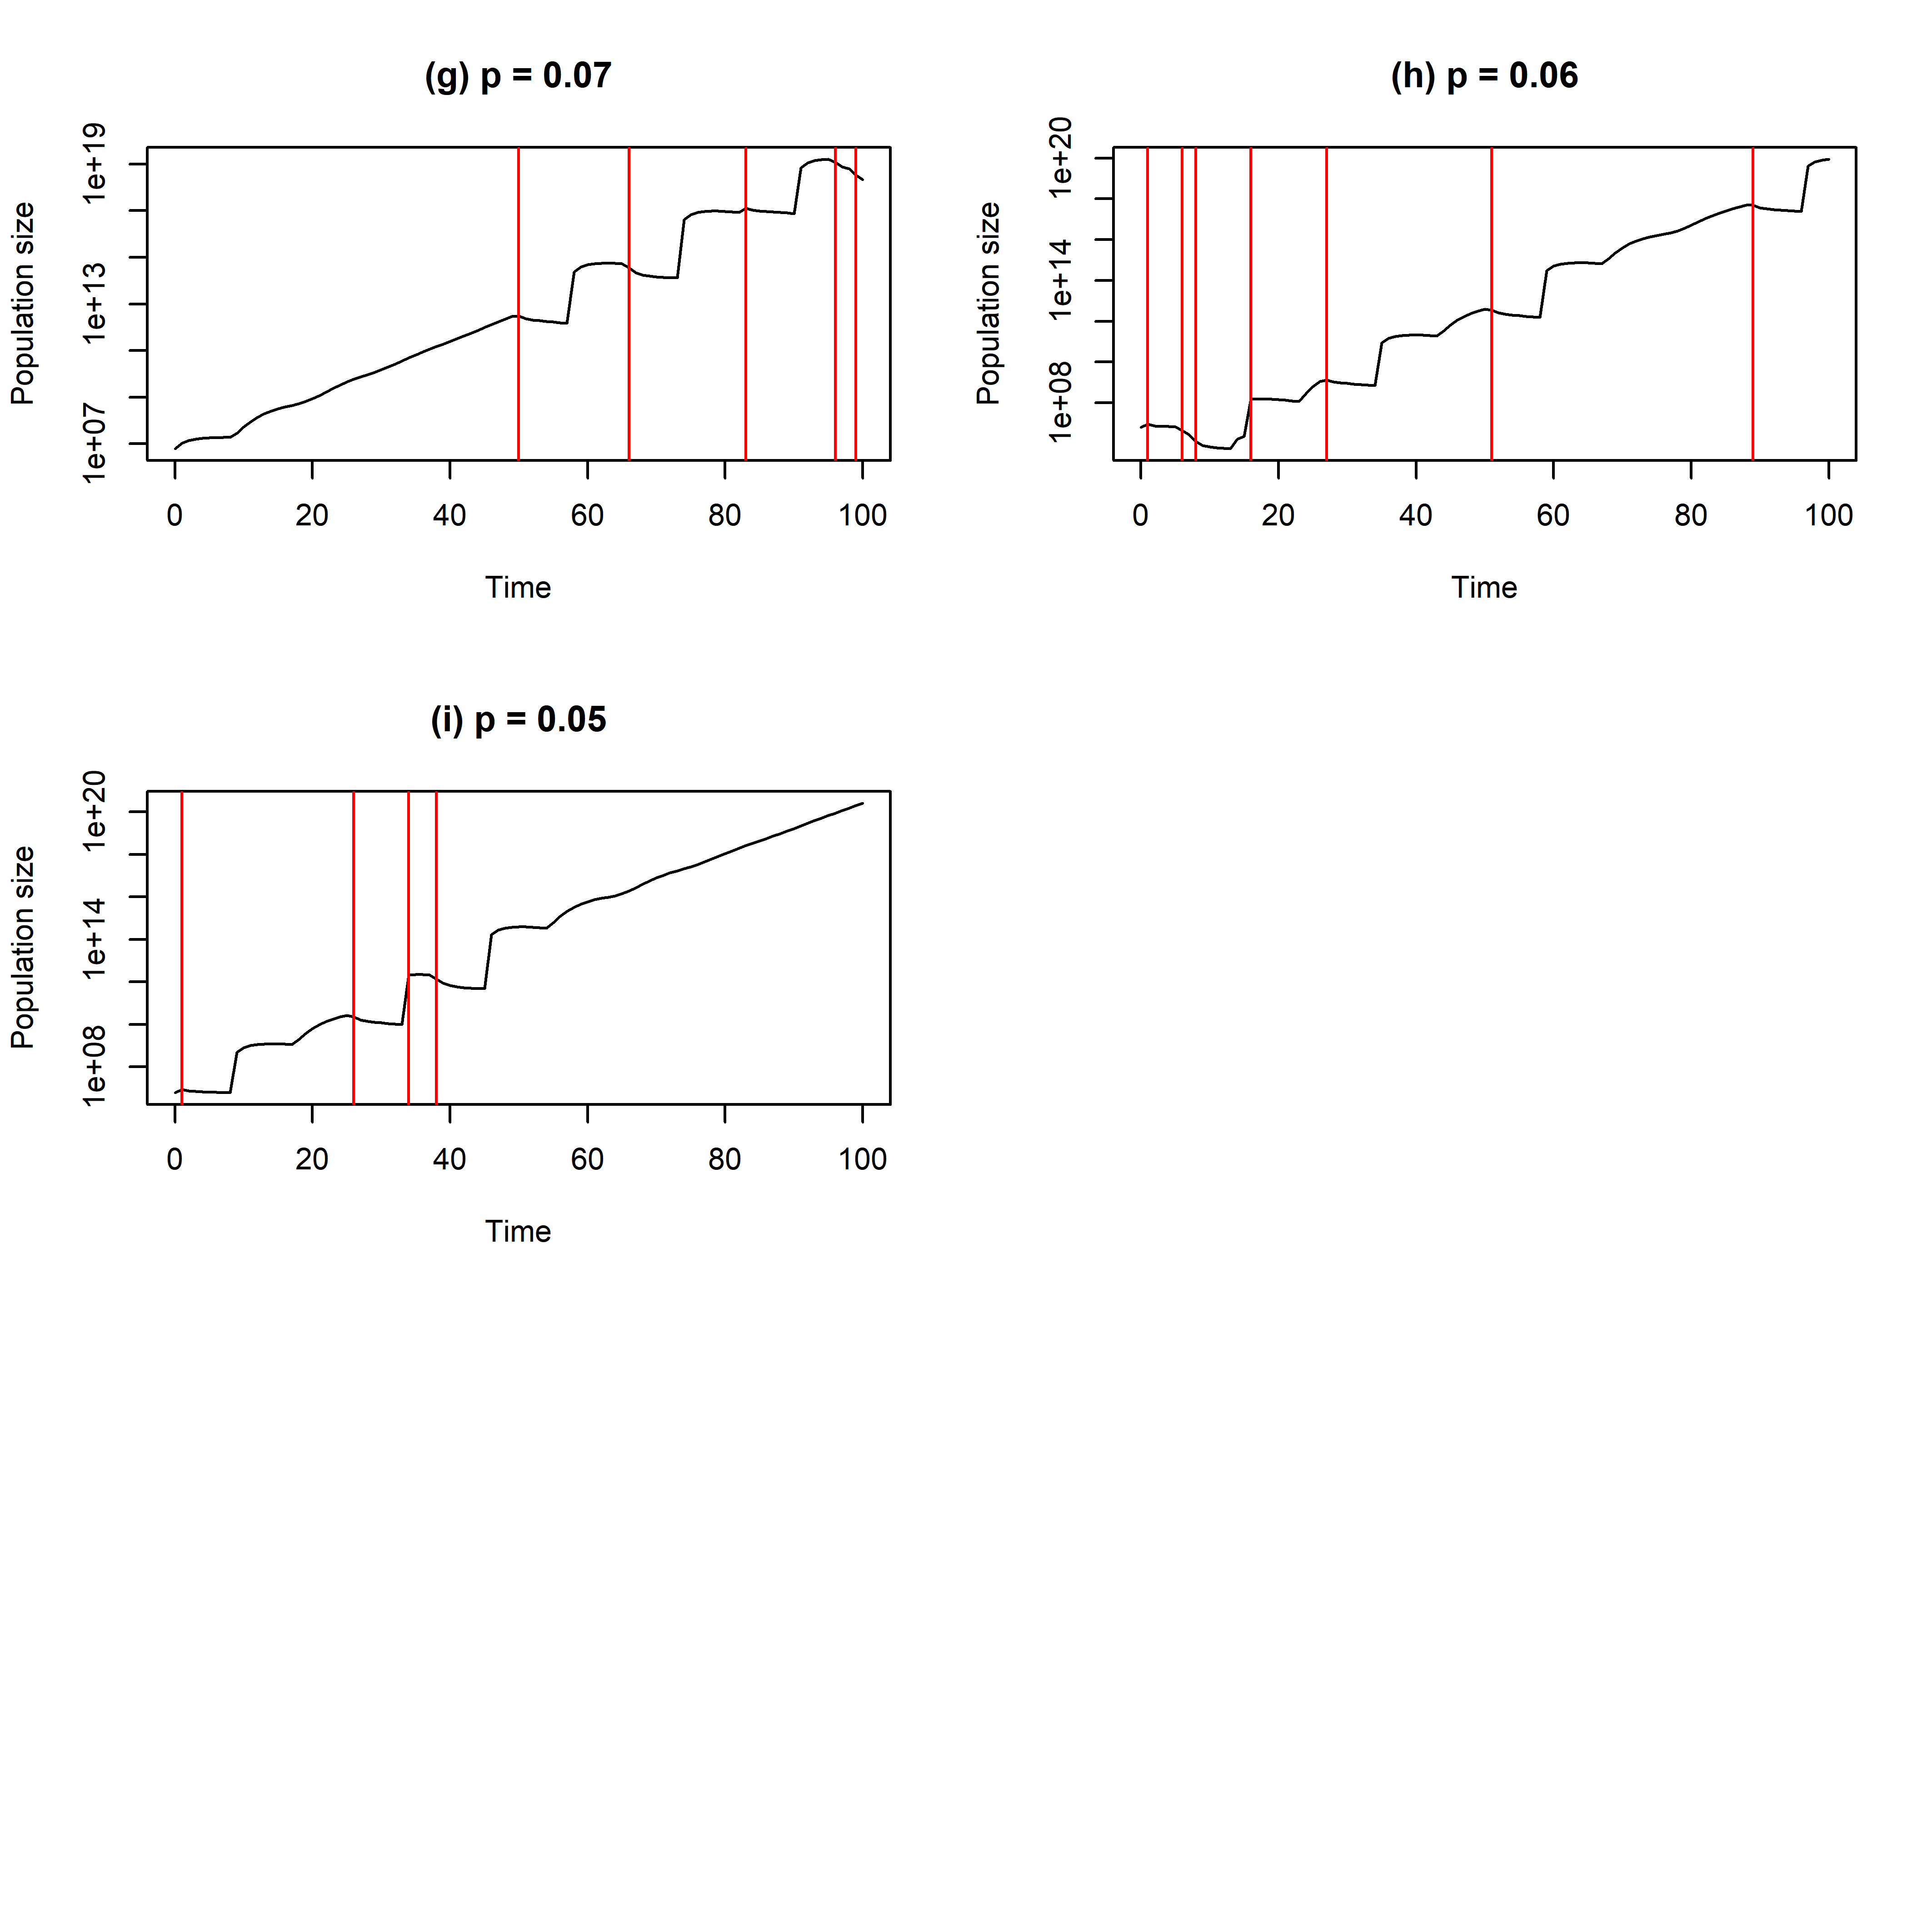 (g) p = 0.07
Population size
1e+07 1e+13 1e+19
0 20 40 60 80 100
Time
(h) p = 0.06
Population size
1e+08 1e+14 1e+20
0 20 40 60 80 100
Time
(i) p = 0.05
Population size
1e+08 1e+14 1e+20
0 20 40 60 80 100
Time